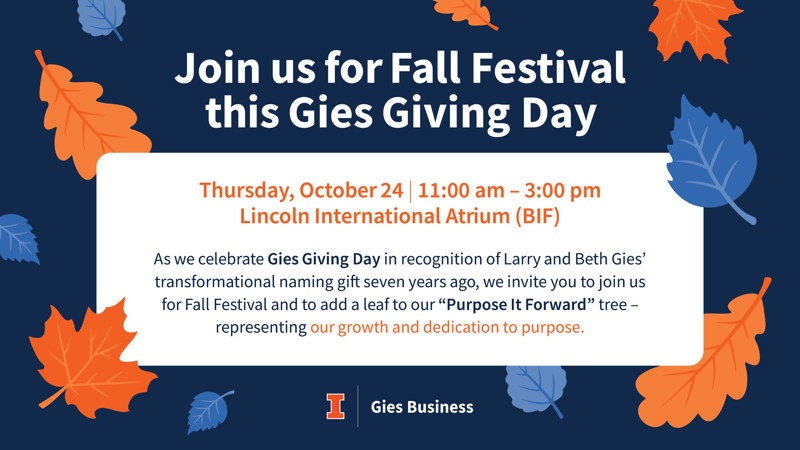 Join us for Fall Festival
this Gies Giving Day
Thursday, October 24 | 11:00 am – 3:00 pm
Lincoln International Atrium (BIF)
As we celebrate Gies Giving Day in recognition of Larry and Beth Gies’
transformational naming gift seven years ago, we invite you to join us
for Fall Festival and to add a leaf to our “Purpose It Forward” tree –
representing our growth and dedication to purpose.
I | Gies Business